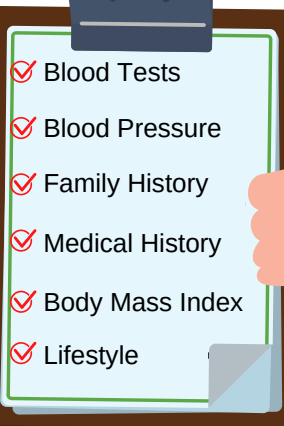 Blood Tests
Blood Pressure
Family History
Medical History
Body Mass Index
Lifestyle